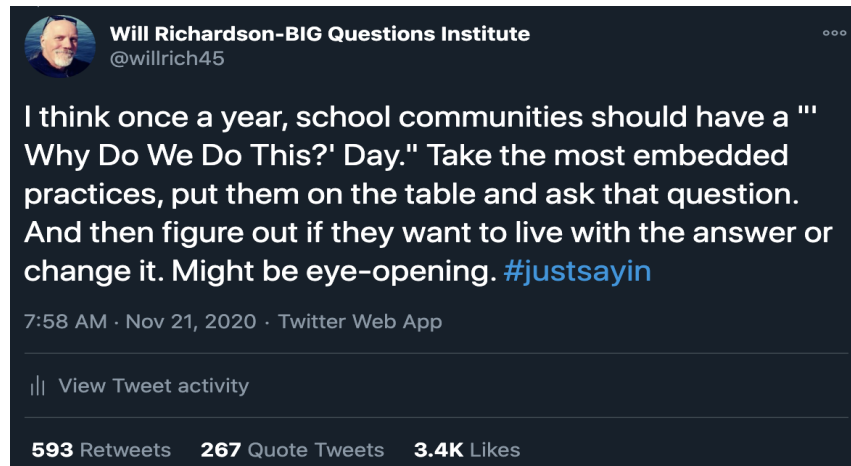 Will Richardson-BIG Questions Institute
@willrich45
I think once a year, school communities should have a "'
Why Do We Do This?' Day." Take the most embedded
practices, put them on the table and ask that question.
And then figure out if they want to live with the answer or
change it. Might be eye-opening. #justsayin
7:58 AM · Nov 21, 2020 · Twitter Web App
View Tweet activity
593 Retweets 267 Quote Tweets 3.4K Likes